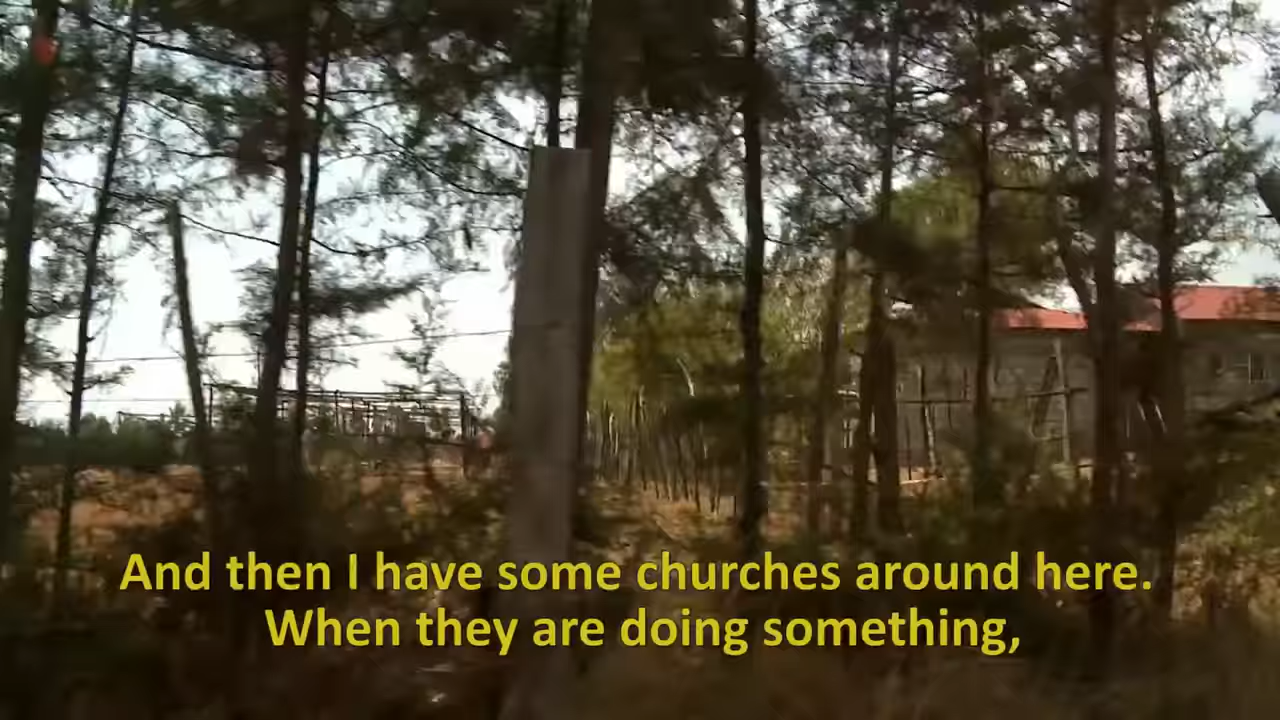 And then I have some churches around here.
When they are doing something,